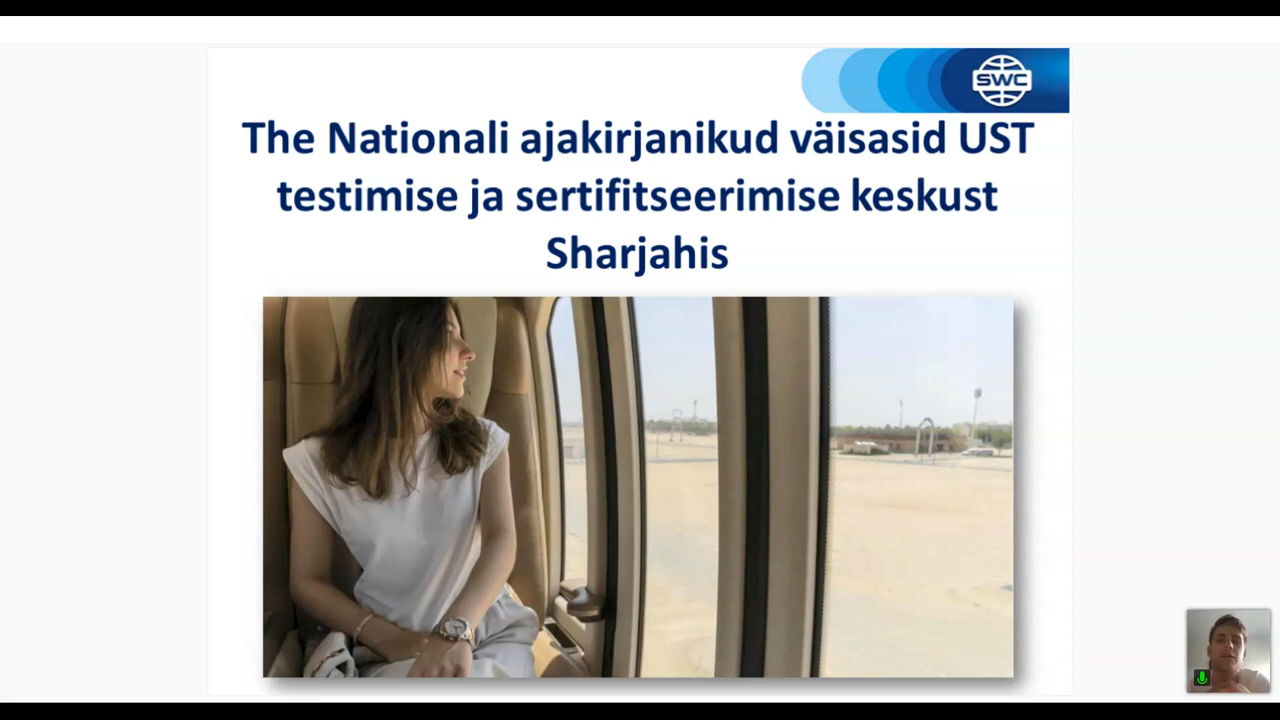 SWC
The Nationali ajakirjanikud väisasid UST
testimise ja sertifitseerimise keskust
Sharjahis